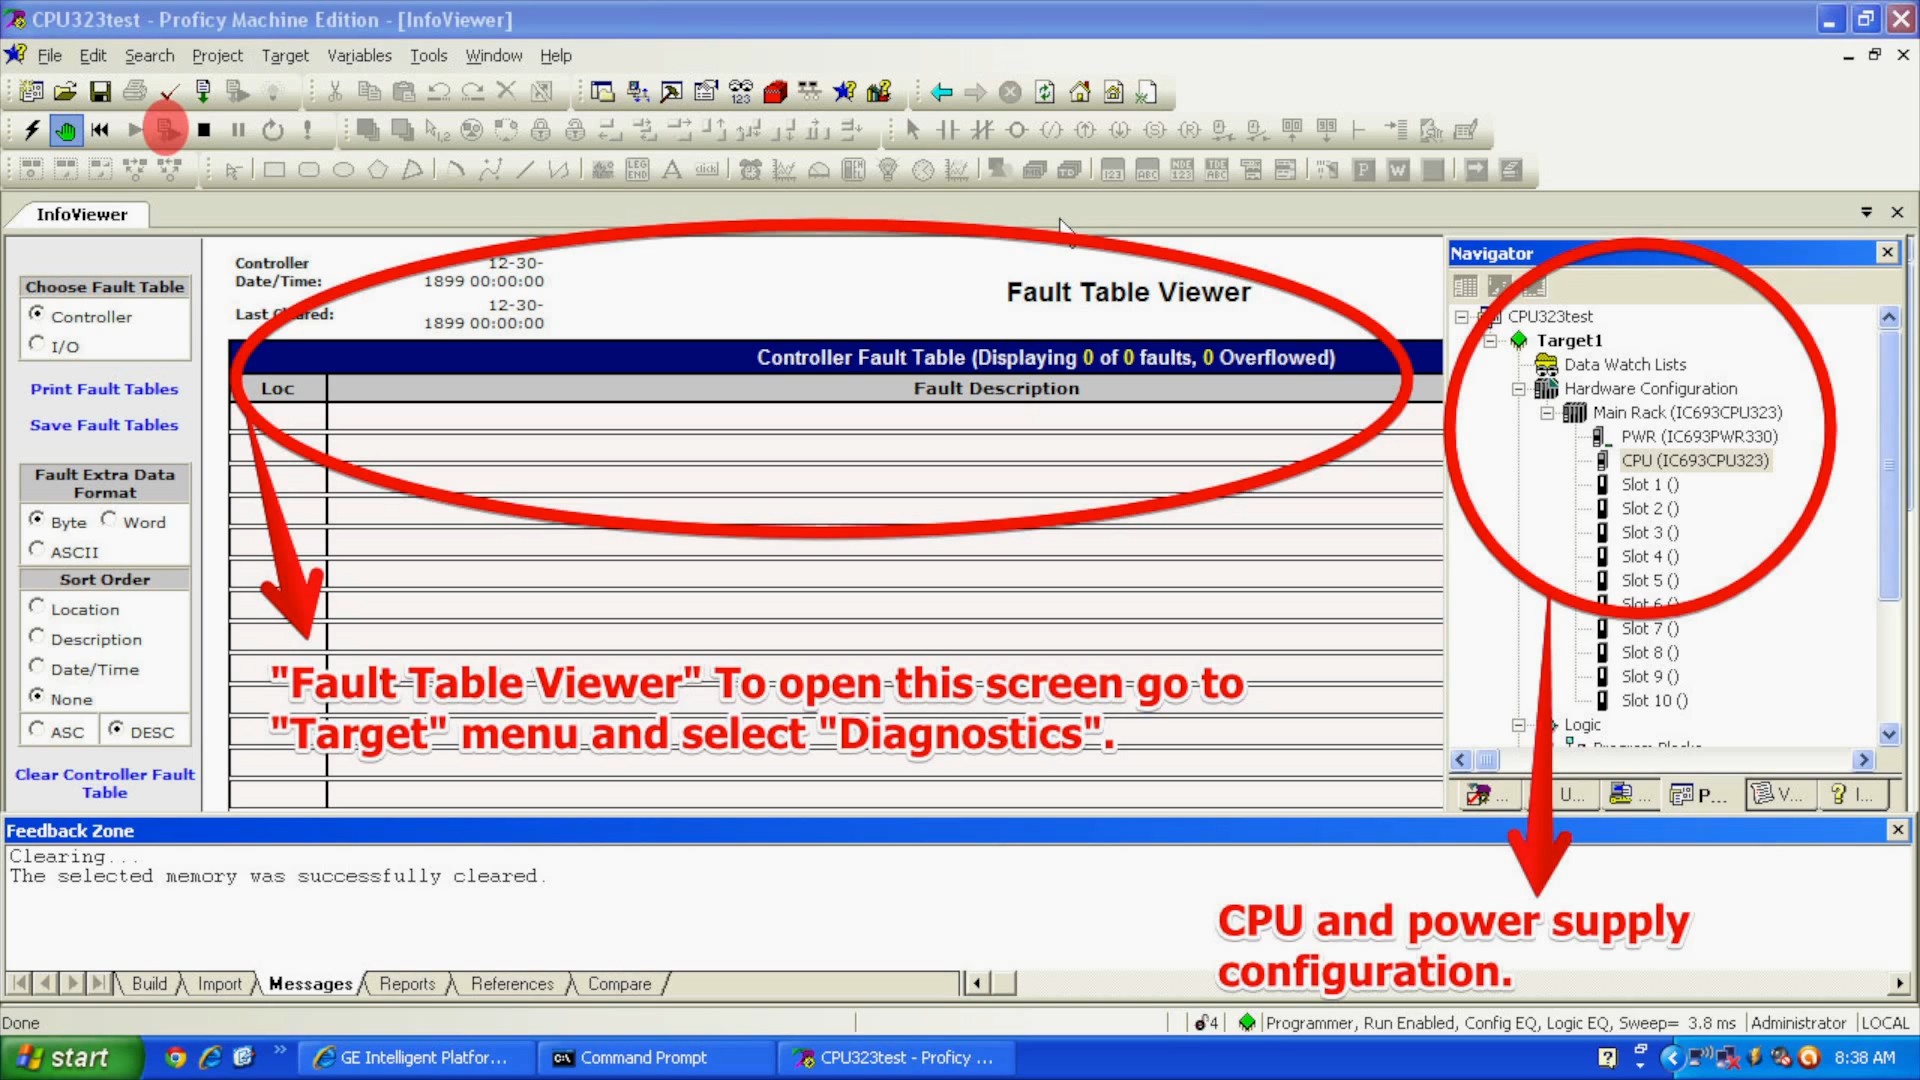 CPU323test - Proficy Machine Edition - [InfoViewer]
File Edit Search Project Target Variables Tools Window Help
InfoViewer
Controller Date/Time:
12-30-1899 00:00:00
Last Cleared:
12-30-1899 00:00:00
Fault Table Viewer
Choose Fault Table
Controller
I/O
Print Fault Tables
Save Fault Tables
Fault Extra Data
Format
Byte Word
ASCII
Sort Order
Location
Description
Date/Time
None
ASC DESC
Clear Controller Fault
Table
Controller Fault Table (Displaying 0 of 0 faults, 0 Overflowed)
Loc Fault Description
"Fault Table Viewer" To open this screen go to
"Target" menu and select "Diagnostics".
Navigator
CPU323test
Target1
Data Watch Lists
Hardware Configuration
Main Rack (IC693CPU323)
PWR (IC693PWR330)
CPU (IC693CPU323)
Slot 1 ()
Slot 2 ()
Slot 3 ()
Slot 4 ()
Slot 5 ()
Slot 6 ()
Slot 7 ()
Slot 8 ()
Slot 9 ()
Slot 10 ()
Logic
Program Blocks
... U... ... P... V... I...
Feedback Zone
Clearing...
The selected memory was successfully cleared.
CPU and power supply
configuration.
Build Import Messages Reports References Compare
Done
4 Programmer, Run Enabled, Config EQ, Logic EQ, Sweep= 3.8 ms Administrator LOCAL
start GE Intelligent Platfor... Command Prompt CPU323test - Proficy ... 8:38 AM